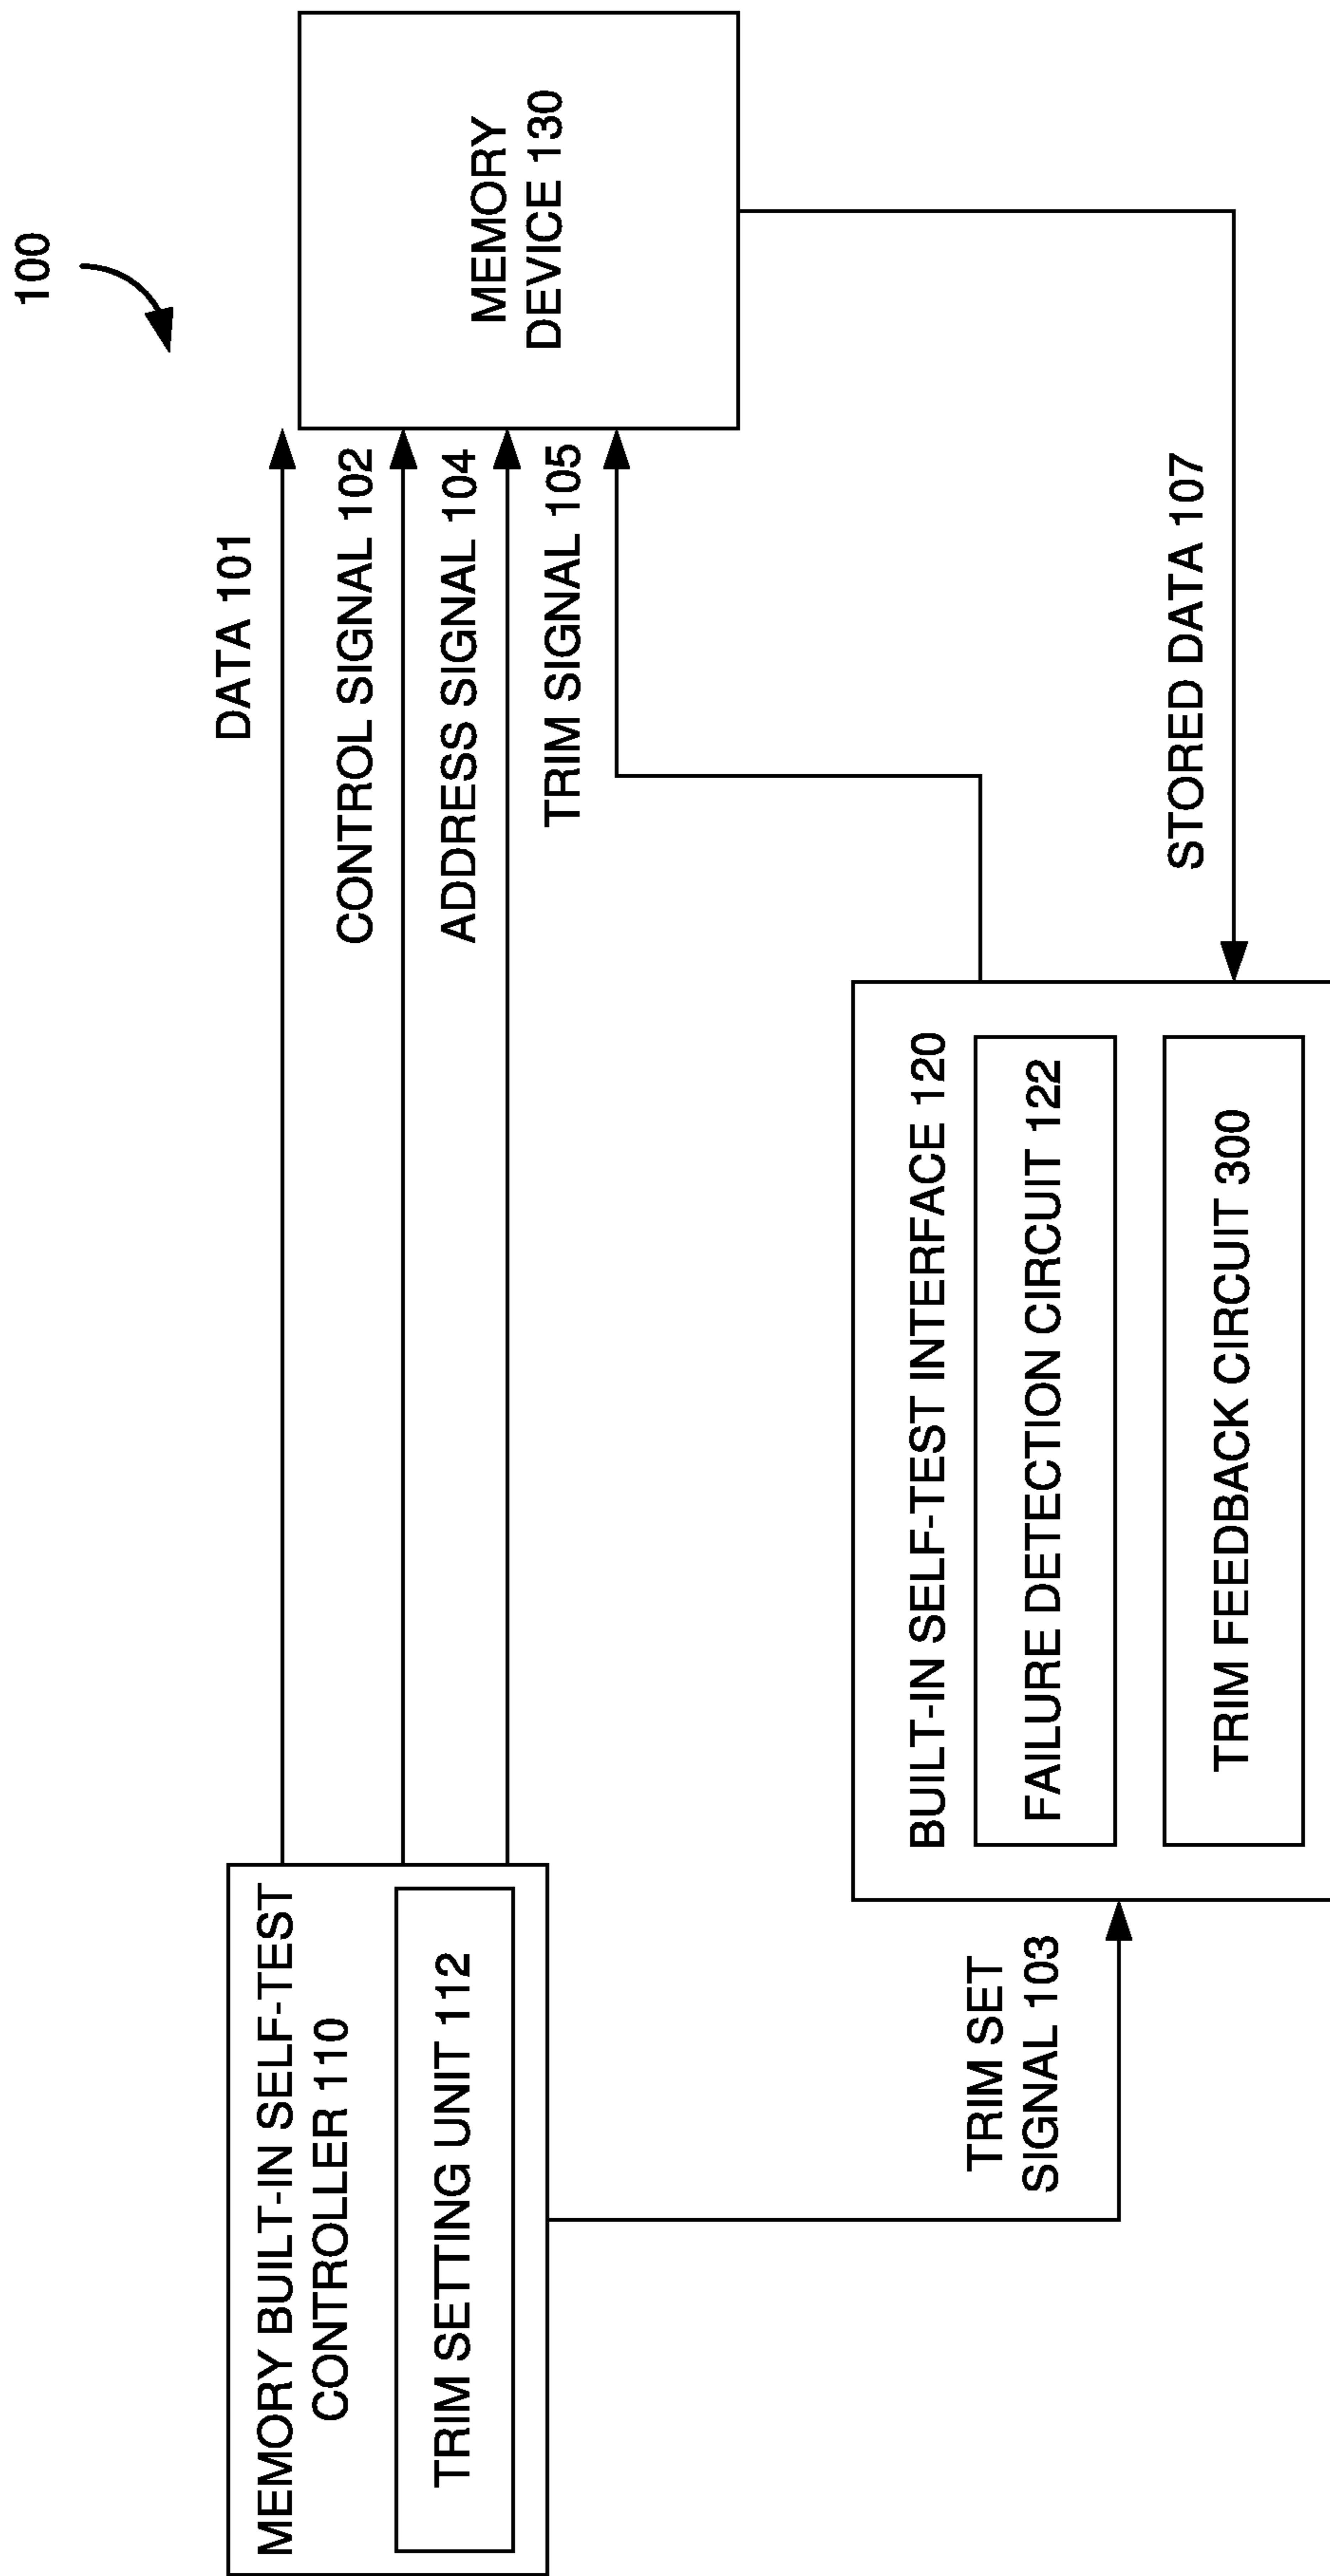 100
DATA 101
MEMORY BUILT-IN SELF-TEST
CONTROLLER 110
TRIM SETTING UNIT 112
CONTROL SIGNAL 102
ADDRESS SIGNAL 104
TRIM SIGNAL 105
MEMORY
DEVICE 130
TRIM SET
SIGNAL 103
BUILT-IN SELF-TEST INTERFACE 120
FAILURE DETECTION CIRCUIT 122
TRIM FEEDBACK CIRCUIT 300
STORED DATA 107